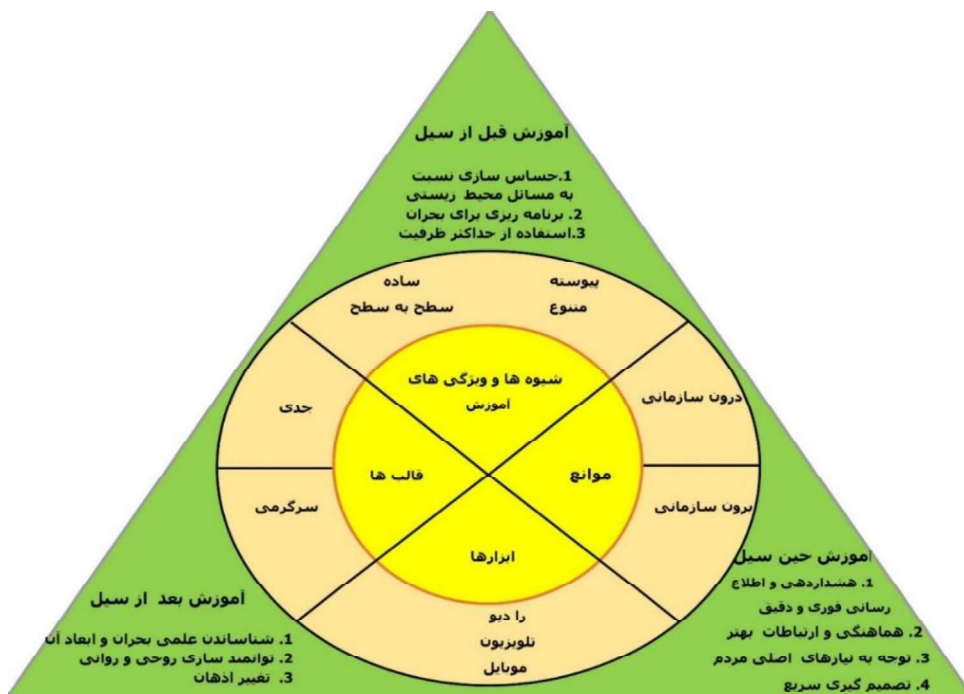 آموزش قبل از سیل
1.حساس سازی نسبت
به مسائل محیط زیستی
2. برنامه ریزی برای بحران
3.استفاده از حداکثر ظرفیت
پیوسته
متنوع
ساده
سطح به سطح
شیوه ها و ویژگی های
آموزش
درون سازمانی
موانع
برون سازمانی
جدی
قالب ها
سرگرمی
ابزارها
را دیو
تلویزیون
موبایل
آموزش حین سیل
1. هشداردهی و اطلاع
رسانی فوری و دقیق
2. هماهنگی و ارتباطات بهتر
3. توجه به نیازهای اصلی مردم
4. تصمیم گیری سریع
آموزش بعد از سیل
1. شناساندن علمی بحران و ابعاد آن
2. توانمند سازی روحی و روانی
3. تغییر اذهان